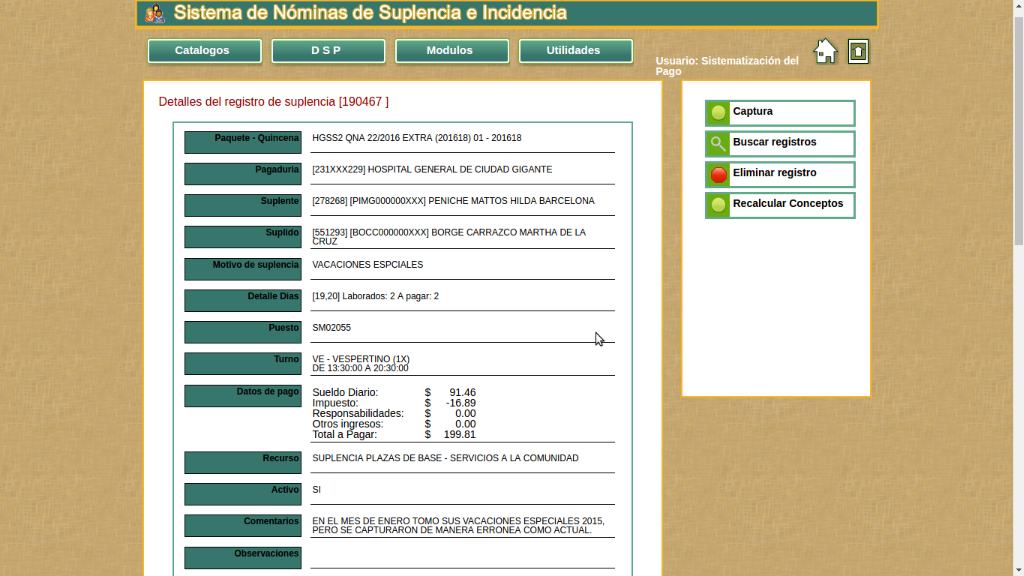 Sistema de Nóminas de Suplencia e Incidencia
Catalogos
D S P
Modulos
Utilidades
Usuario: Sistematización del
Pago
Detalles del registro de suplencia [190467 ]
Paquete - Quincena HGSS2 QNA 22/2016 EXTRA (201618) 01 - 201618
Pagaduria [231XXX229] HOSPITAL GENERAL DE CIUDAD GIGANTE
Suplente [278268] [PIMG000000XXX] PENICHE MATTOS HILDA BARCELONA
Suplido [551293] [BOCC000000XXX] BORGE CARRAZCO MARTHA DE LA
CRUZ
Motivo de suplencia VACACIONES ESPCIALES
Detalle Dias [19,20] Laborados: 2 A pagar: 2
Puesto SM02055
Turno VE - VESPERTINO (1X)
DE 13:30:00 A 20:30:00
Datos de pago Sueldo Diario: $ 91.46
Impuesto: $ -16.89
Responsabilidades: $ 0.00
Otros ingresos: $ 0.00
Total a Pagar: $ 199.81
Recurso SUPLENCIA PLAZAS DE BASE - SERVICIOS A LA COMUNIDAD
Activo SI
Comentarios EN EL MES DE ENERO TOMO SUS VACACIONES ESPECIALES 2015,
PERO SE CAPTURARON DE MANERA ERRONEA COMO ACTUAL.
Observaciones
Captura
Buscar registros
Eliminar registro
Recalcular Conceptos